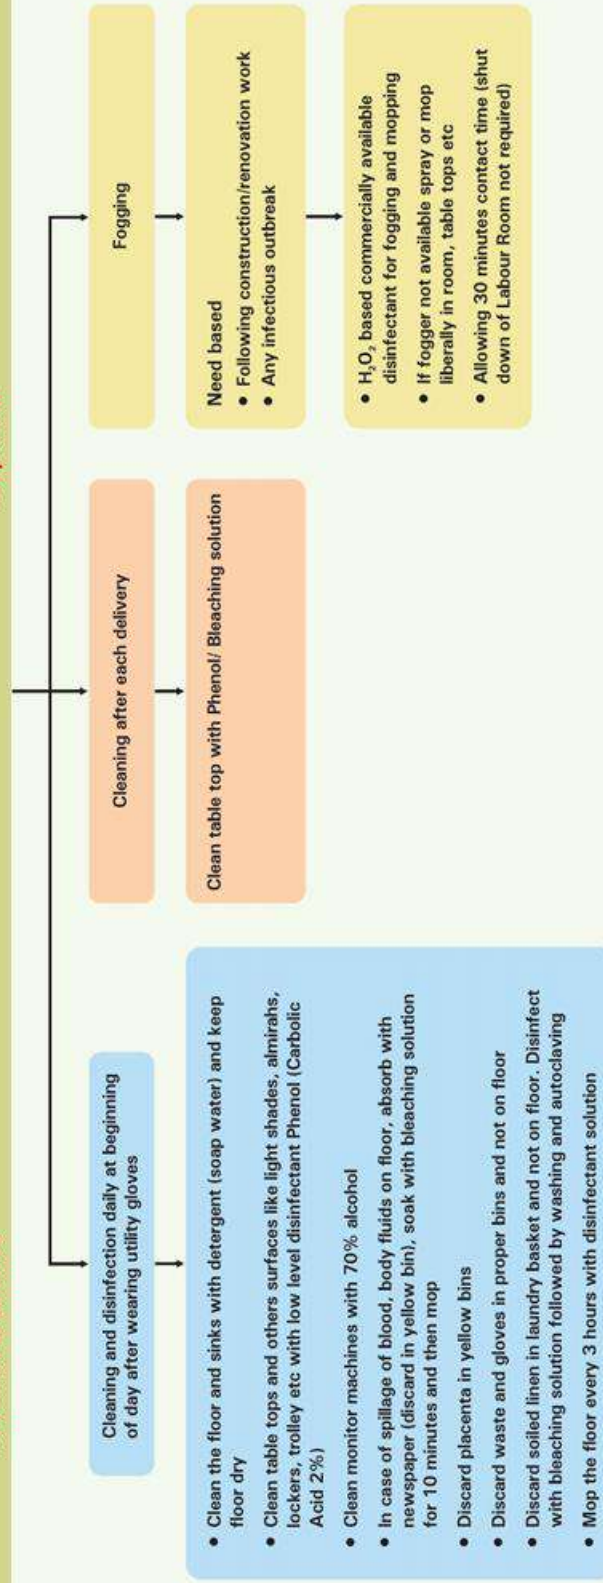 Cleaning and disinfection daily at beginning
of day after wearing utility gloves
• Clean the floor and sinks with detergent (soap water) and keep
floor dry
• Clean table tops and others surfaces like light shades, almirahs,
lockers, trolley etc with low level disinfectant Phenol (Carbolic
Acid 2%)
• Clean monitor machines with 70% alcohol
• In case of spillage of blood, body fluids on floor, absorb with
newspaper (discard in yellow bin), soak with bleaching solution
for 10 minutes and then mop
• Discard placenta in yellow bins
• Discard waste and gloves in proper bins and not on floor
• Discard soiled linen in laundry basket and not on floor. Disinfect
with bleaching solution followed by washing and autoclaving
• Mop the floor every 3 hours with disinfectant solution
Cleaning after each delivery
Clean table top with Phenol/ Bleaching solution
Fogging
Need based
• Following construction/renovation work
• Any infectious outbreak
• H₂O₂ based commercially available
disinfectant for fogging and mopping
• If fogger not available spray or mop
liberally in room, table tops etc
• Allowing 30 minutes contact time (shut
down of Labour Room not required)